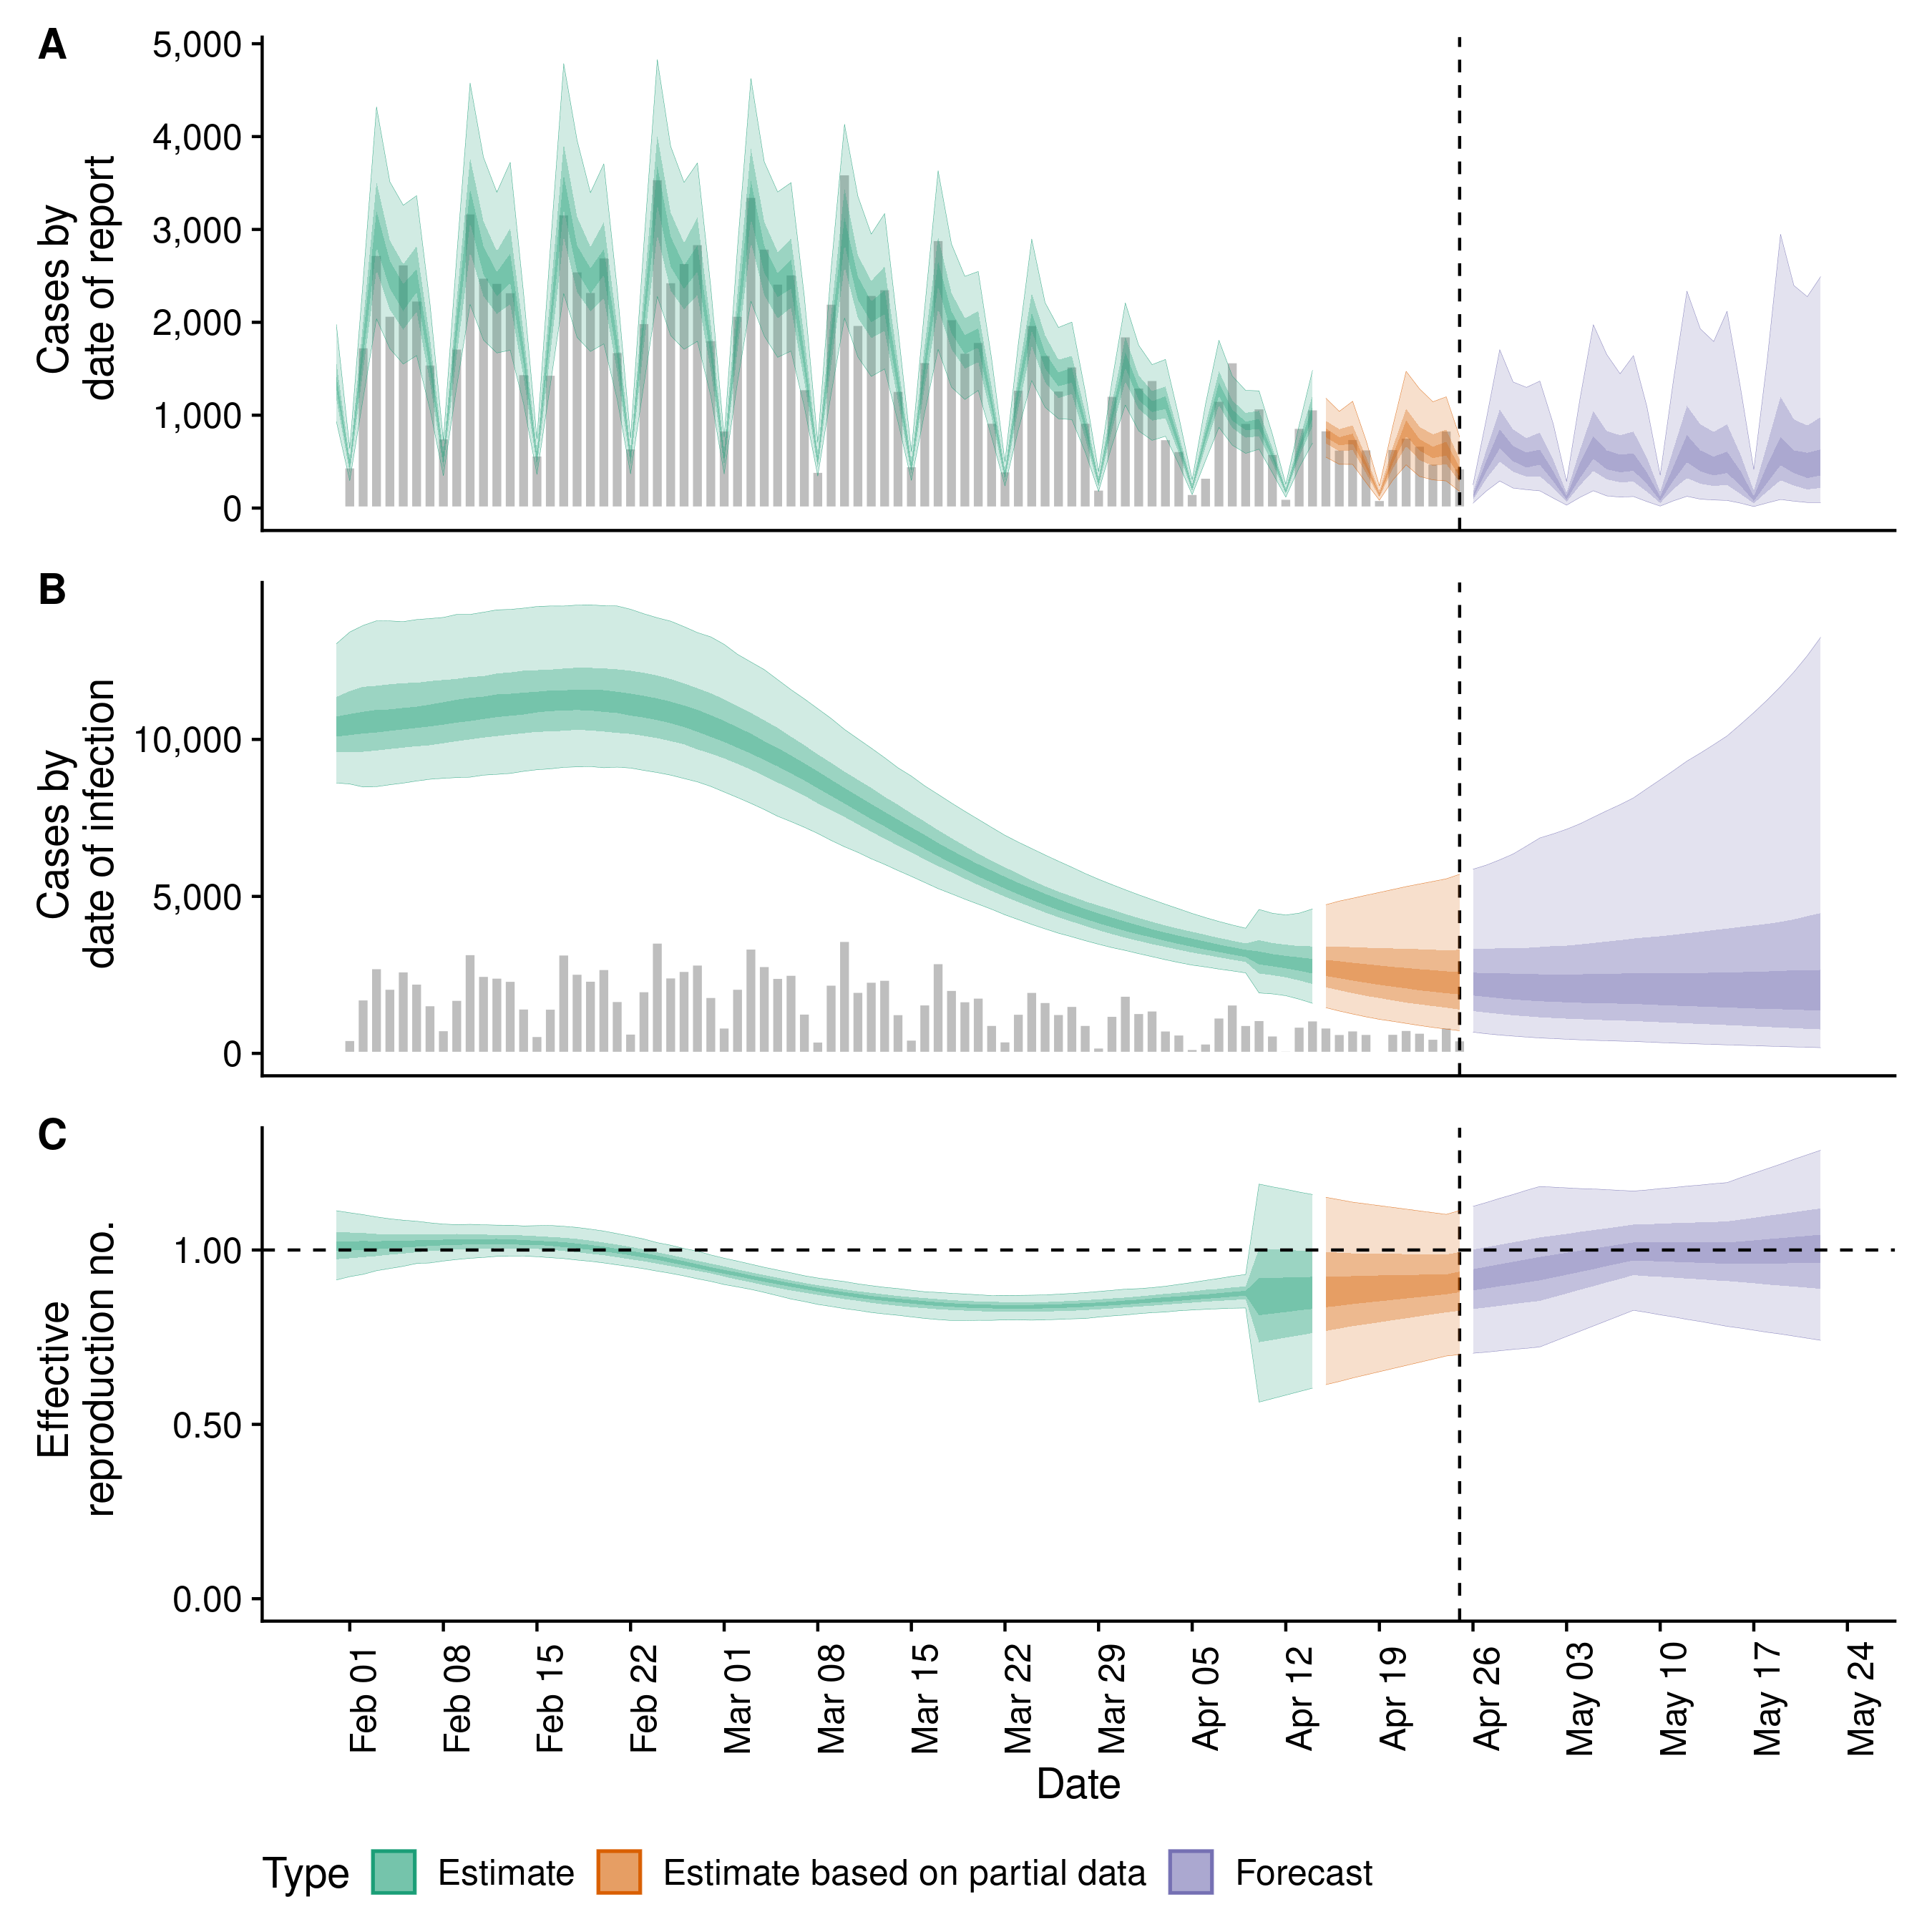 A
Cases by
date of report
5,000
4,000
3,000
2,000
1,000
0
B
Cases by
date of infection
10,000
5,000
0
C
Effective
reproduction no.
1.00
0.50
0.00
Feb 01
Feb 08
Feb 15
Feb 22
Mar 01
Mar 08
Mar 15
Mar 22
Mar 29
Apr 05
Apr 12
Apr 19
Apr 26
May 03
May 10
May 17
May 24
Date
Type Estimate Estimate based on partial data Forecast